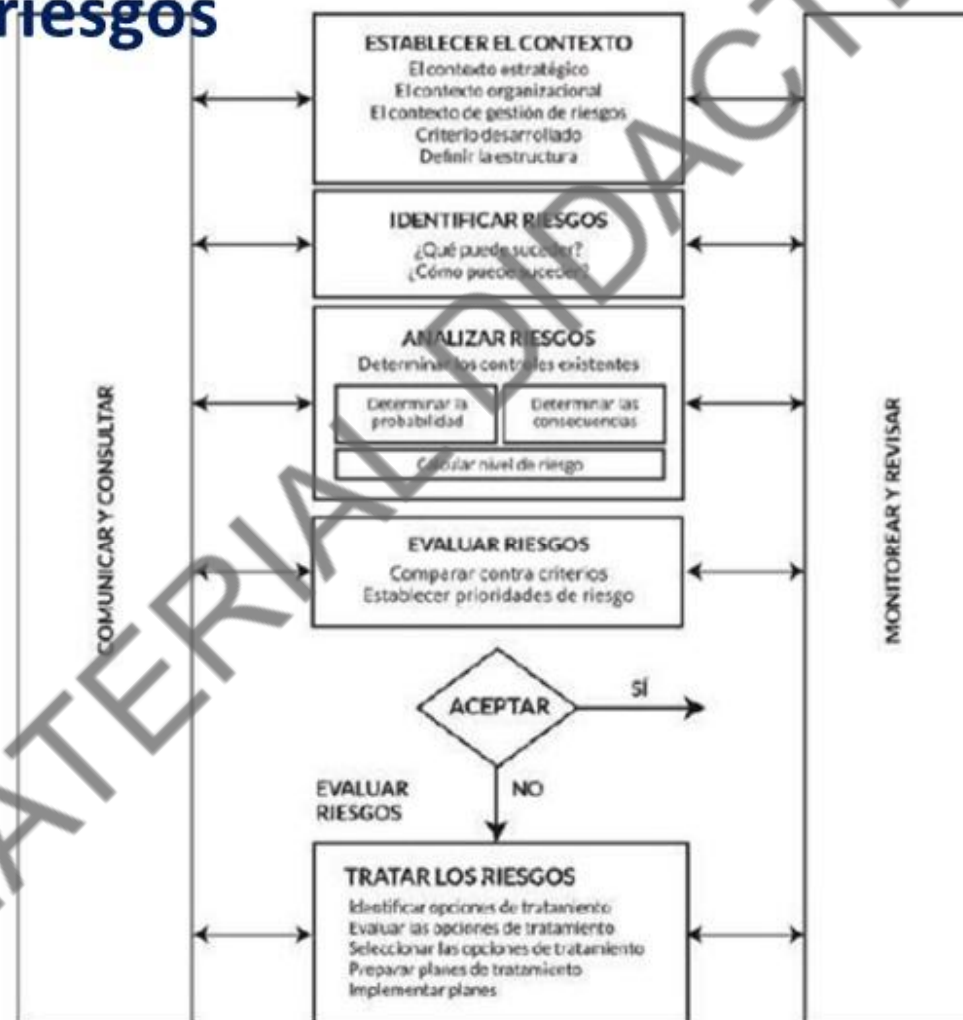 riesgos
ESTABLECER EL CONTEXTO
El contexto estratégico
El contexto organizacional
El contexto de gestión de riesgos
Criterio desarrollado
Definir la estructura
IDENTIFICAR RIESGOS
¿Qué puede suceder?
¿Cómo puede suceder?
ANALIZAR RIESGOS
Determinar los controles existentes
Determinar la probabilidad
Determinar las consecuencias
Calcular nivel de riesgo
EVALUAR RIESGOS
Comparar contra criterios
Establecer prioridades de riesgo
ACEPTAR
SÍ
NO
EVALUAR
RIESGOS
TRATAR LOS RIESGOS
Identificar opciones de tratamiento
Evaluar las opciones de tratamiento
Seleccionar las opciones de tratamiento
Preparar planes de tratamiento
Implementar planes
COMUNICAR Y CONSULTAR
MONITOREAR Y REVISAR
MATERIAL DIDACT